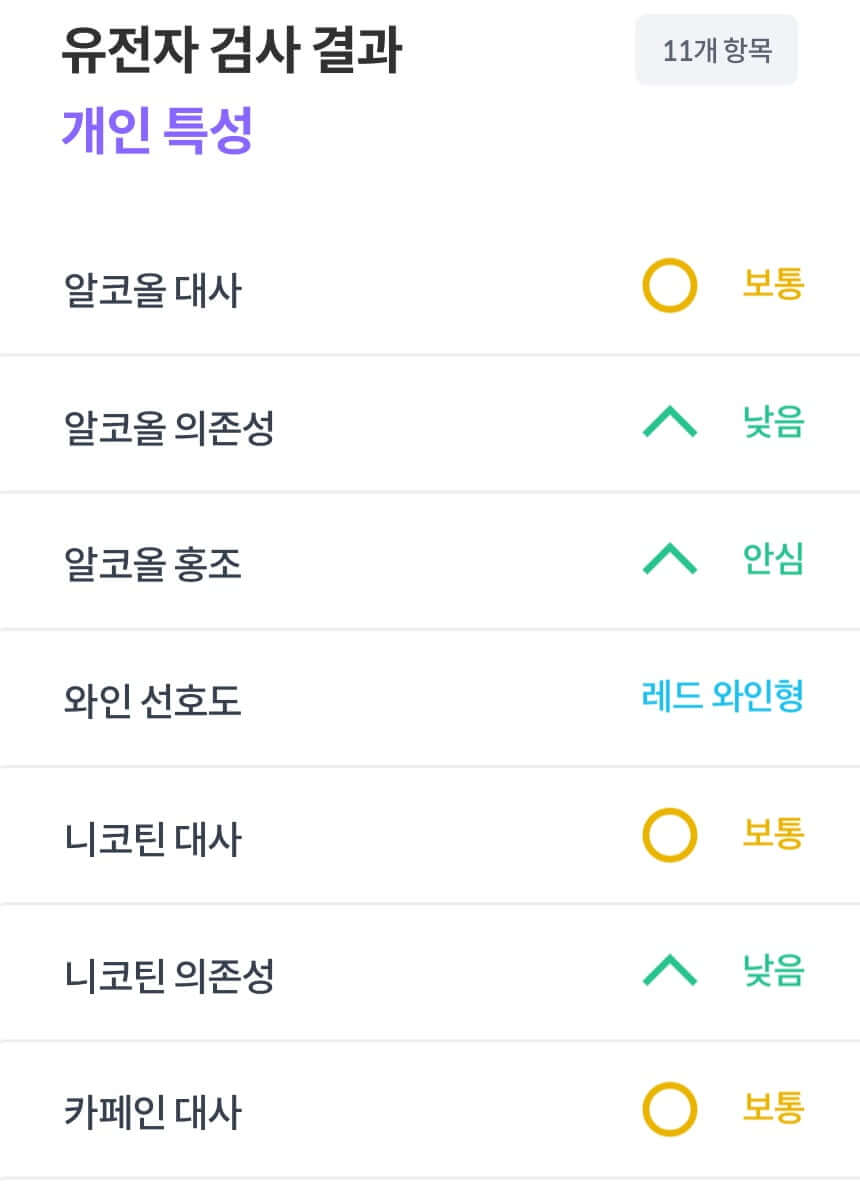 유전자 검사 결과
11개 항목
개인 특성
알코올 대사 보통
알코올 의존성 낮음
알코올 홍조 안심
와인 선호도 레드 와인형
니코틴 대사 보통
니코틴 의존성 낮음
카페인 대사 보통